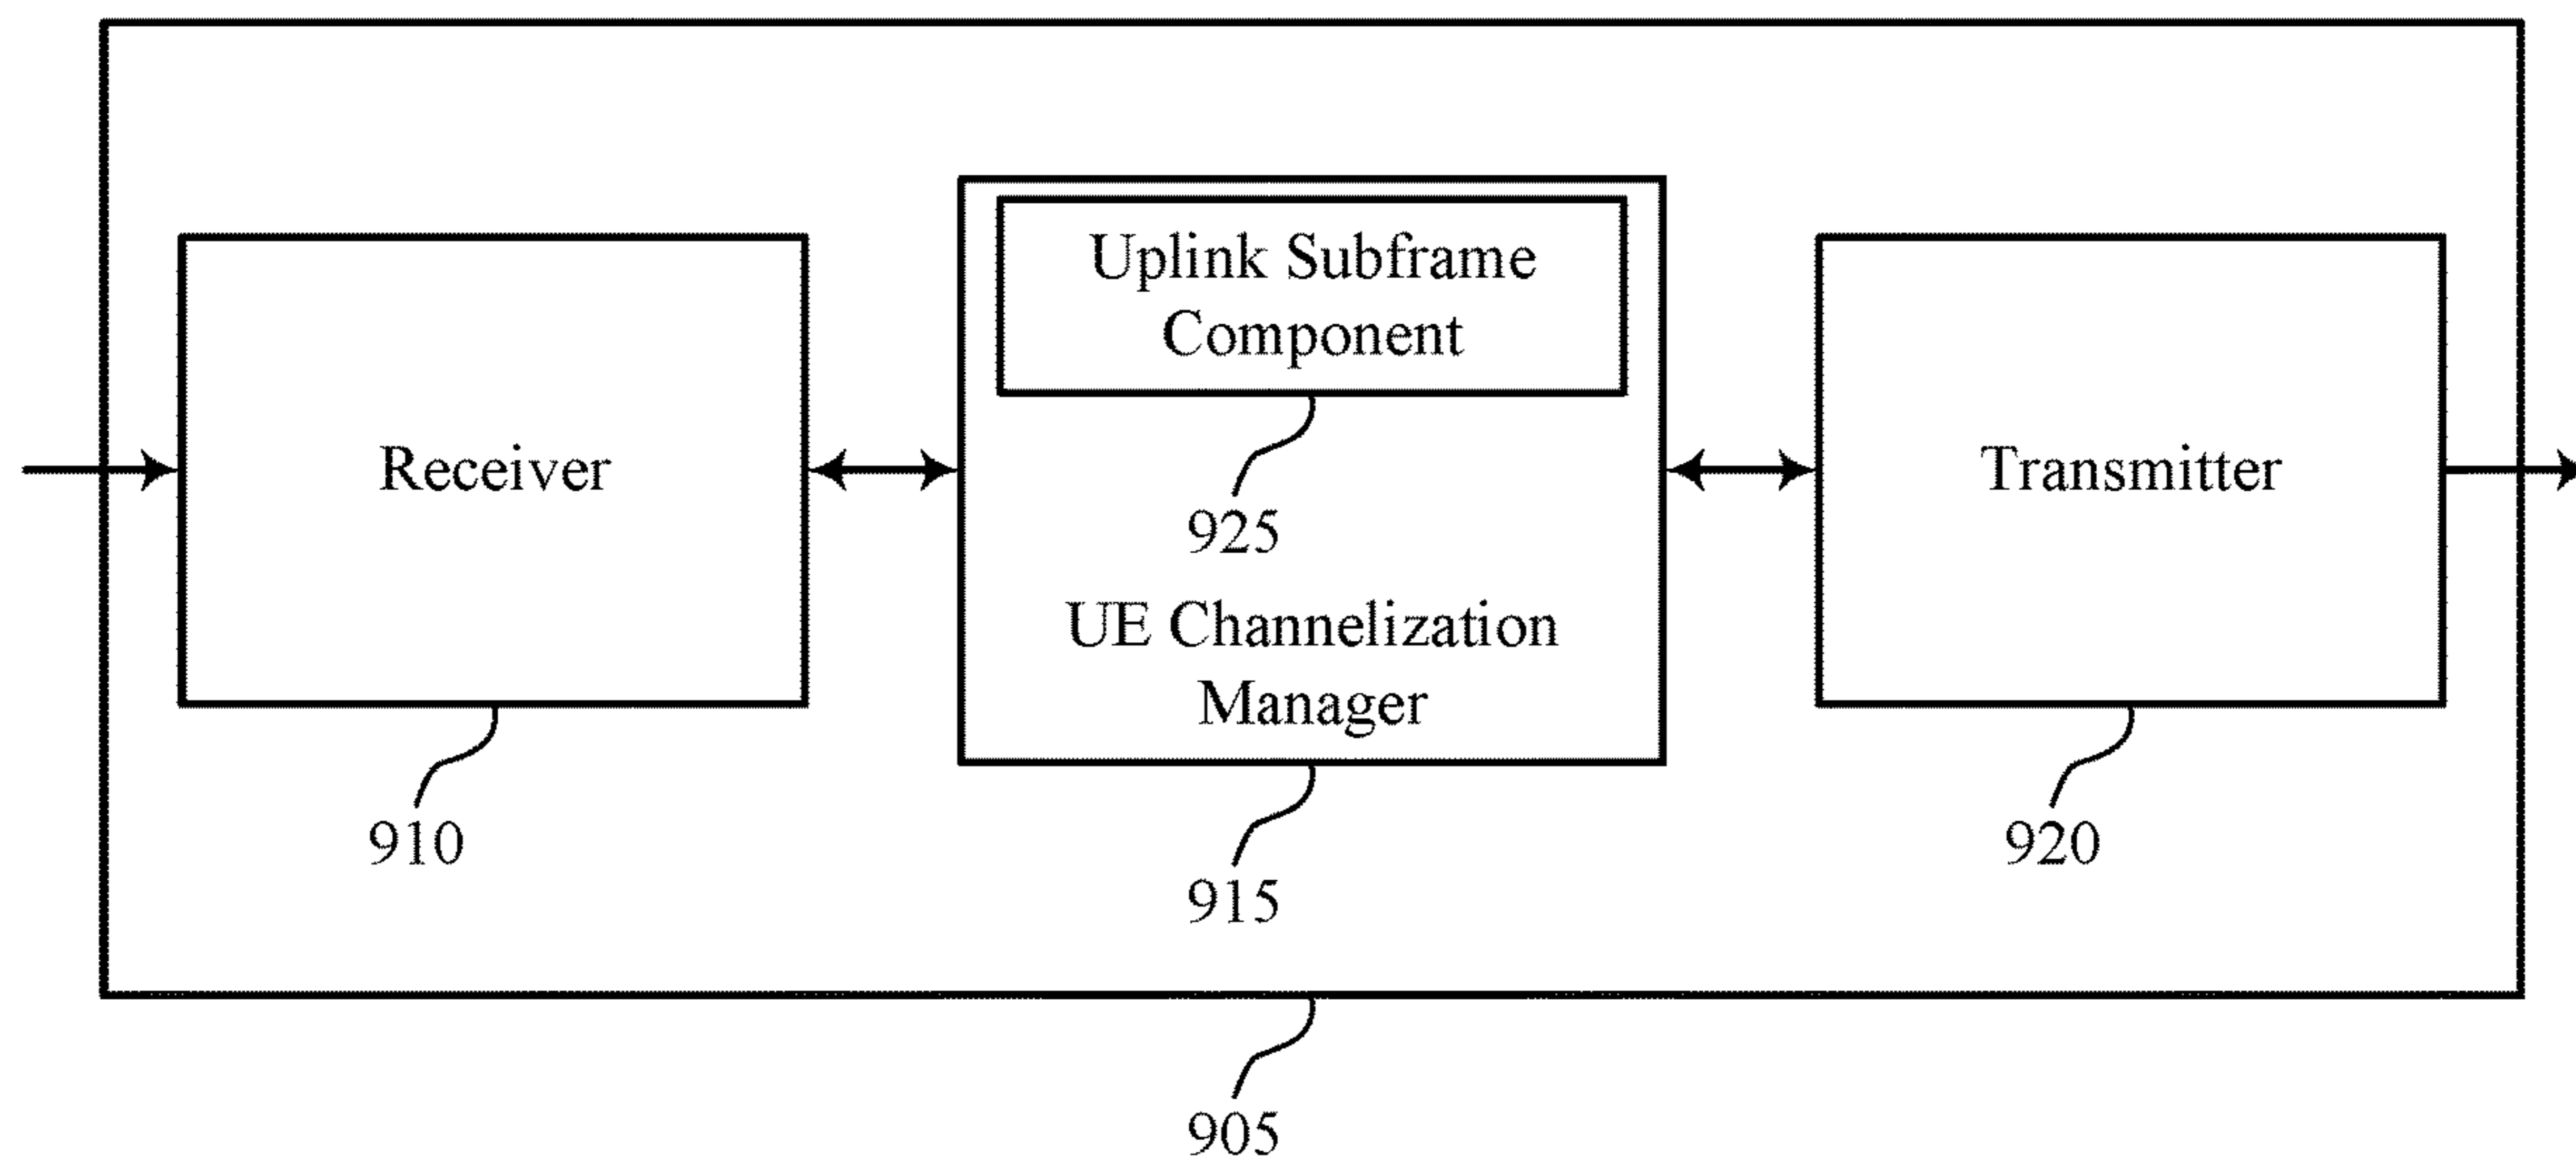 Uplink Subframe
Component
Receiver
Transmitter
925
UE Channelization
Manager
910
920
915
905